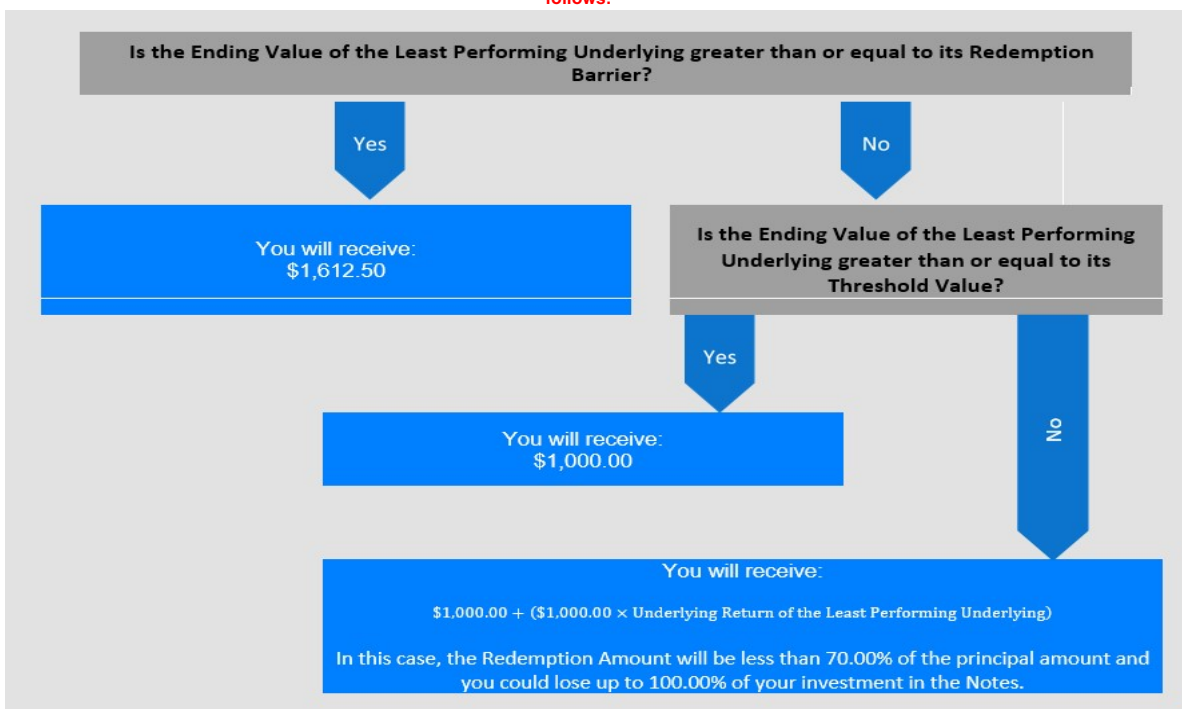 follows:
Is the Ending Value of the Least Performing Underlying greater than or equal to its Redemption
Barrier?
Yes
No
You will receive:
$1,612.50
Is the Ending Value of the Least Performing
Underlying greater than or equal to its
Threshold Value?
Yes
No
You will receive:
$1,000.00
You will receive:
$1,000.00 + ($1,000.00 × Underlying Return of the Least Performing Underlying)
In this case, the Redemption Amount will be less than 70.00% of the principal amount and
you could lose up to 100.00% of your investment in the Notes.